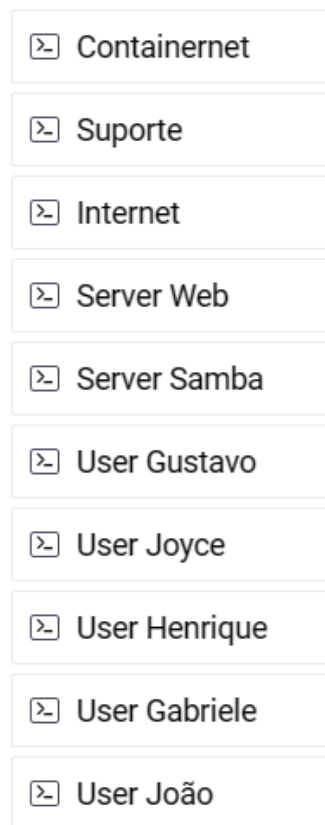 Containernet
Suporte
Internet
Server Web
Server Samba
User Gustavo
User Joyce
User Henrique
User Gabriele
User João